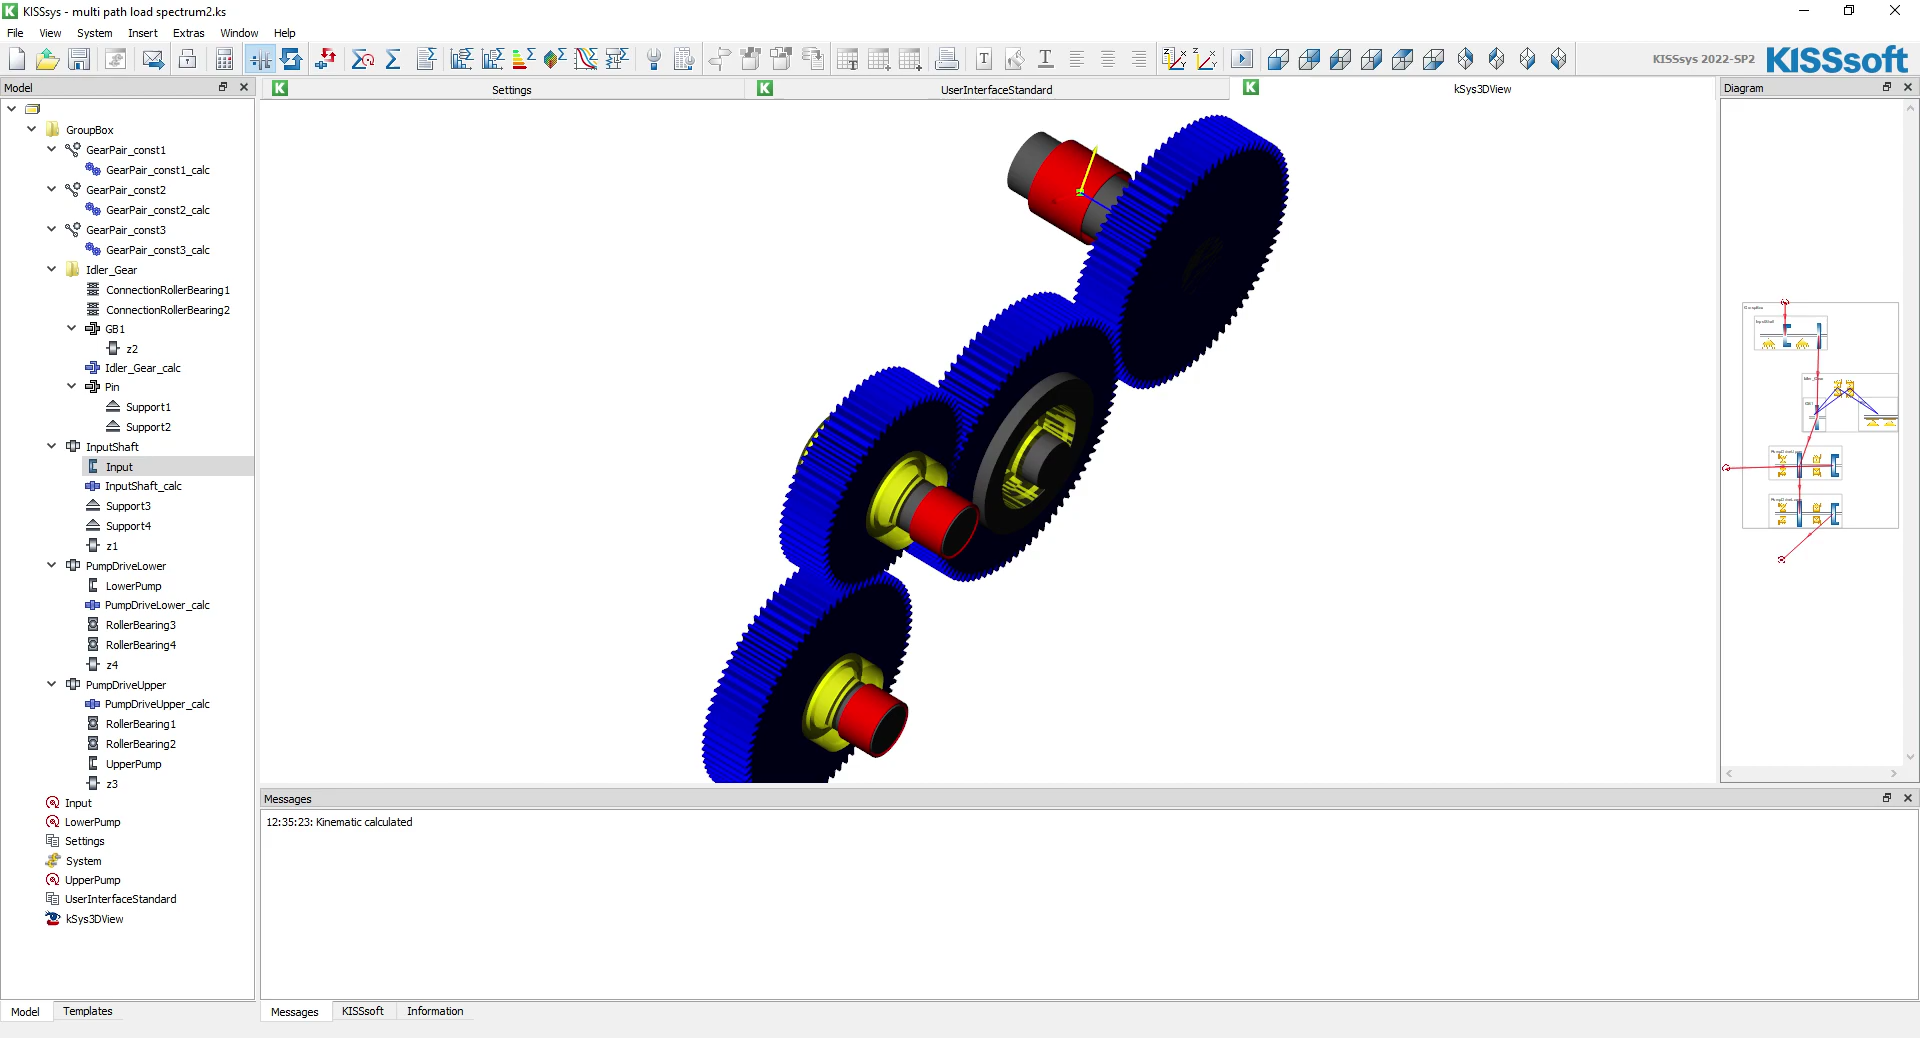 KISSsys - multi path load spectrum2.ks
File View System Insert Extras Window Help
KISSsys 2022-SP2 KISSsoft
Model
Settings
UserInterfaceStandard
kSys3DView
Diagram
GroupBox
GearPair_const1
GearPair_const1_calc
GearPair_const2
GearPair_const2_calc
GearPair_const3
GearPair_const3_calc
Idler_Gear
ConnectionRollerBearing1
ConnectionRollerBearing2
GB1
z2
Idler_Gear_calc
Pin
Support1
Support2
InputShaft
Input
InputShaft_calc
Support3
Support4
z1
PumpDriveLower
LowerPump
PumpDriveLower_calc
RollerBearing3
RollerBearing4
z4
PumpDriveUpper
PumpDriveUpper_calc
RollerBearing1
RollerBearing2
UpperPump
z3
Input
LowerPump
Settings
System
UpperPump
UserInterfaceStandard
kSys3DView
Model Templates
Messages
12:35:23: Kinematic calculated
Messages KISSsoft Information